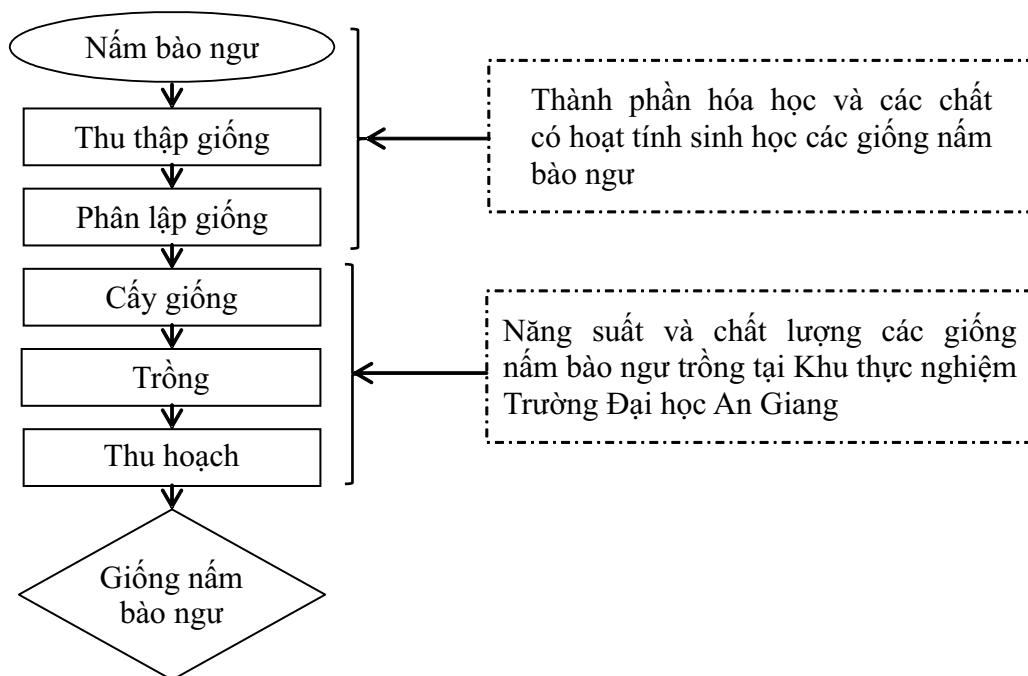 Nấm bào ngư
Thu thập giống
Phân lập giống
Cấy giống
Trồng
Thu hoạch
Giống nấm
bào ngư
Thành phần hóa học và các chất
có hoạt tính sinh học các giống nấm
bào ngư
Năng suất và chất lượng các giống
nấm bào ngư trồng tại Khu thực nghiệm
Trường Đại học An Giang